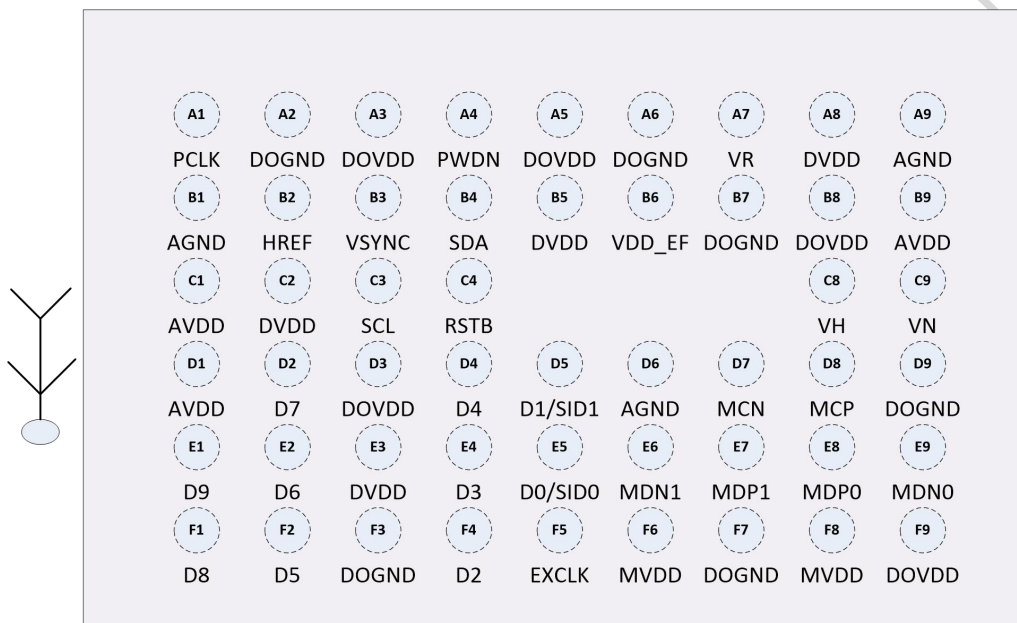 A1 A2 A3 A4 A5 A6 A7 A8 A9
PCLK DOGND DOVDD PWDN DOVDD DOGND VR DVDD AGND
B1 B2 B3 B4 B5 B6 B7 B8 B9
AGND HREF VSYNC SDA DVDD VDD_EF DOGND DOVDD AVDD
C1 C2 C3 C4 C8 C9
AVDD DVDD SCL RSTB VH VN
D1 D2 D3 D4 D5 D6 D7 D8 D9
AVDD D7 DOVDD D4 D1/SID1 AGND MCN MCP DOGND
E1 E2 E3 E4 E5 E6 E7 E8 E9
D9 D6 DVDD D3 D0/SID0 MDN1 MDP1 MDP0 MDN0
F1 F2 F3 F4 F5 F6 F7 F8 F9
D8 D5 DOGND D2 EXCLK MVDD DOGND MVDD DOVDD